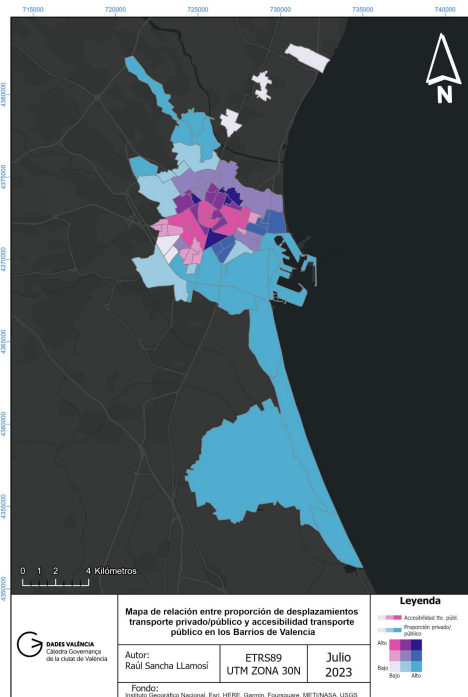 715000 720000 725000 730000 735000 740000
4380000
4375000
4370000
4365000
4360000
4355000
4350000
N
0 1 2 4 Kilómetros
DADES VALÈNCIA
Càtedra Governança
de la ciutat de València
Mapa de relación entre proporción de desplazamientos
transporte privado/público y accesibilidad transporte
público en los Barrios de Valencia
Autor:
Raúl Sancha LLamosí
ETRS89
UTM ZONA 30N
Julio
2023
Fondo:
Instituto Geográfico Nacional, Esri, HERE, Garmin, Foursquare, METI/NASA, USGS
Leyenda
Accesibilidad tte. públ.
Proporción privado/
público
Alto
Bajo
Bajo Alto